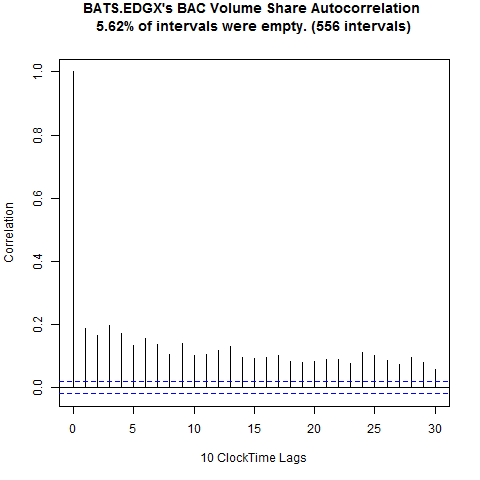 BATS.EDGX's BAC Volume Share Autocorrelation
5.62% of intervals were empty. (556 intervals)
1.0
0.8
0.6
0.4
0.2
0.0
Correlation
0 5 10 15 20 25 30
10 ClockTime Lags